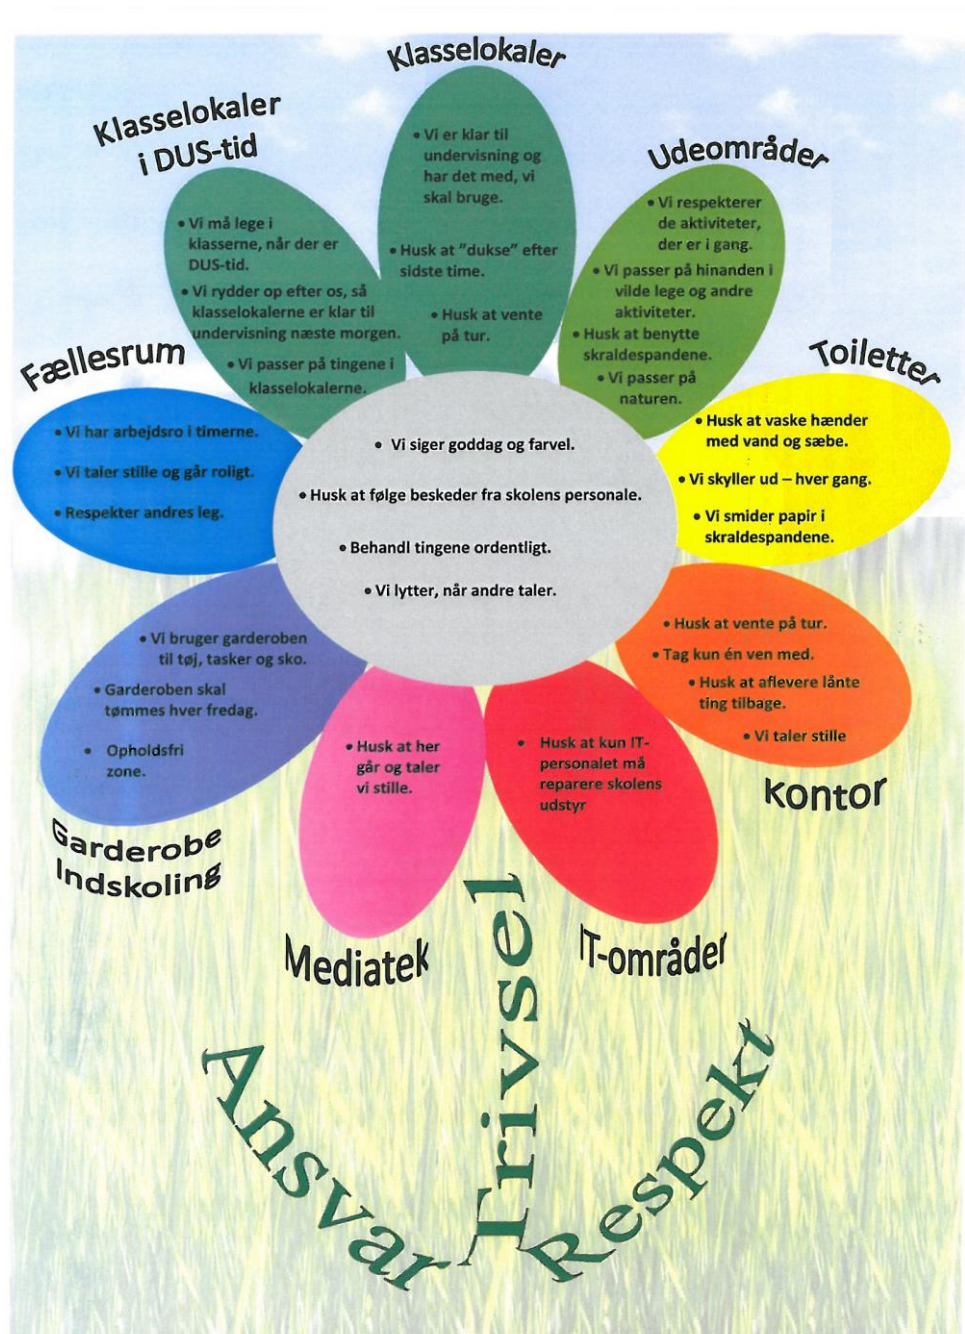 Klasselokaler
• Vi er klar til
undervisning og
har det med, vi
skal bruge.
• Husk at "dukse" efter
sidste time.
• Husk at vente
på tur.
Klasselokaler
i DUS-tid
• Vi må lege i
klasserne, når der er
DUS-tid.
• Vi rydder op efter os, så
klasselokalerne er klar til
undervisning næste morgen.
• Vi passer på tingene i
klasselokalerne.
Udeområder
• Vi respekterer
de aktiviteter,
der er i gang.
• Vi passer på hinanden i
vilde lege og andre
aktiviteter.
• Husk at benytte
skraldespandene.
• Vi passer på
naturen.
Fællesrum
• Vi har arbejdsro i timerne.
• Vi taler stille og går roligt.
• Respekter andres leg.
Toiletter
• Husk at vaske hænder
med vand og sæbe.
• Vi skyller ud – hver gang.
• Vi smider papir i
skraldespandene.
• Vi siger goddag og farvel.
• Husk at følge beskeder fra skolens personale.
• Behandl tingene ordentligt.
• Vi lytter, når andre taler.
• Vi bruger garderoben
til tøj, tasker og sko.
• Garderoben skal
tømmes hver fredag.
• Opholdsfri
zone.
Garderobe
Indskoling
• Husk at her
går og taler
vi stille.
Mediatek
• Husk at kun IT-
personalet må
reparere skolens
udstyr
IT-områder
• Husk at vente på tur.
• Tag kun én ven med.
• Husk at aflevere lånte
ting tilbage.
• Vi taler stille
kontor
Ansvar
Trivsel
Respekt